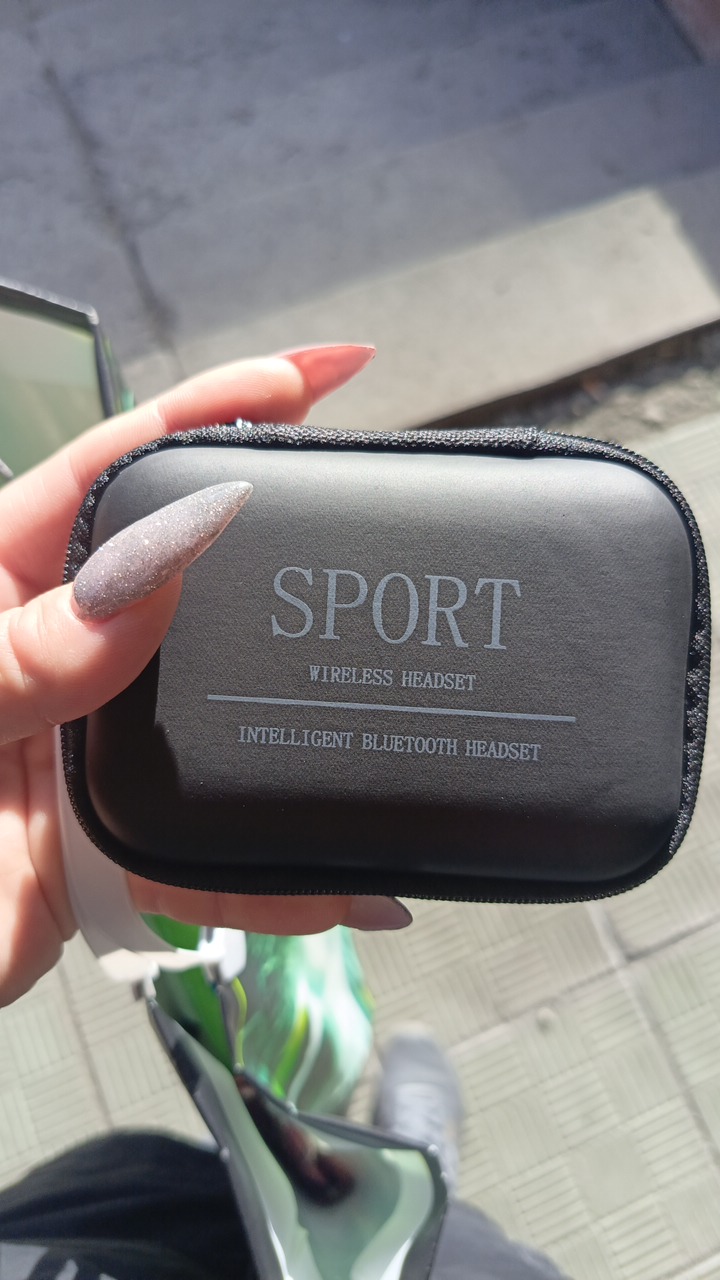 SPORT
WIRELESS HEADSET
INTELLIGENT BLUETOOTH HEADSET